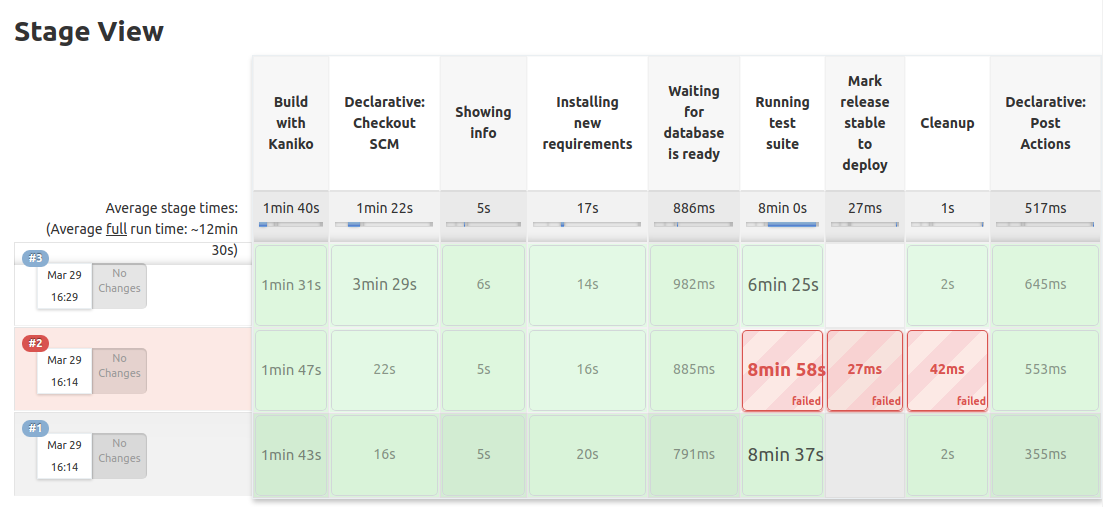 Stage View
Build
with
Kaniko
Declarative:
Checkout
SCM
Showing
info
Installing
new
requirements
Waiting
for
database
is ready
Running
test
suite
Mark
release
stable
to
deploy
Cleanup
Declarative:
Post
Actions
Average stage times:
(Average full run time: ~12min
30s)
1min 40s
1min 22s
5s
17s
886ms
8min 0s
27ms
1s
517ms
#3
Mar 29
16:29
No
Changes
1min 31s
3min 29s
6s
14s
982ms
6min 25s
2s
645ms
#2
Mar 29
16:14
No
Changes
1min 47s
22s
5s
16s
885ms
8min 58s
failed
27ms
failed
42ms
failed
553ms
#1
Mar 29
16:14
No
Changes
1min 43s
16s
5s
20s
791ms
8min 37s
2s
355ms